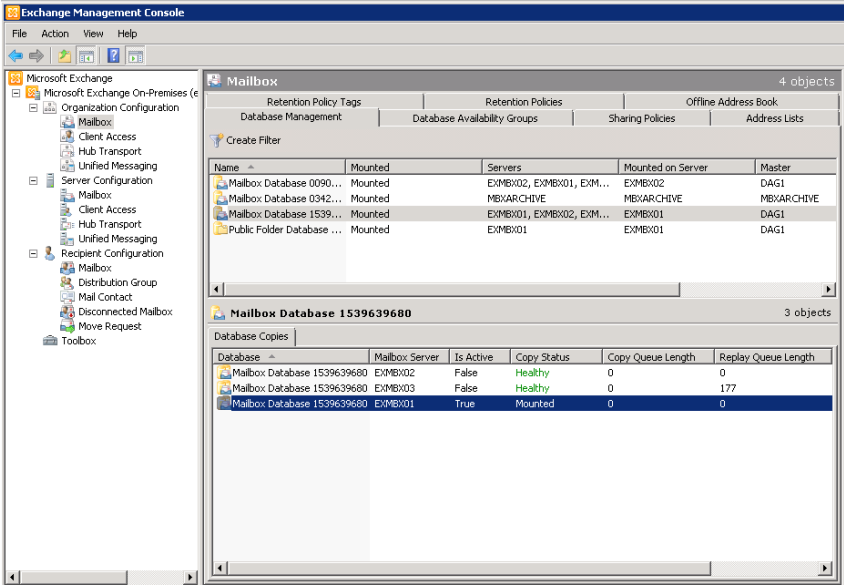 Exchange Management Console
File Action View Help
Microsoft Exchange
Microsoft Exchange On-Premises (e
Organization Configuration
Mailbox
Client Access
Hub Transport
Unified Messaging
Server Configuration
Mailbox
Client Access
Hub Transport
Unified Messaging
Recipient Configuration
Mailbox
Distribution Group
Mail Contact
Disconnected Mailbox
Move Request
Toolbox
Mailbox 4 objects
Retention Policy Tags Retention Policies Offline Address Book
Database Management Database Availability Groups Sharing Policies Address Lists
Create Filter
Name Mounted Servers Mounted on Server Master
Mailbox Database 0090... Mounted EXMBX02, EXMBX01, EXM... EXMBX02 DAG1
Mailbox Database 0342... Mounted MBXARCHIVE MBXARCHIVE MBXARCHIVE
Mailbox Database 1539... Mounted EXMBX01, EXMBX02, EXM... EXMBX01 DAG1
Public Folder Database ... Mounted EXMBX01 EXMBX01 DAG1
Mailbox Database 1539639680 3 objects
Database Copies
Database Mailbox Server Is Active Copy Status Copy Queue Length Replay Queue Length
Mailbox Database 1539639680 EXMBX02 False Healthy 0 0
Mailbox Database 1539639680 EXMBX03 False Healthy 0 177
Mailbox Database 1539639680 EXMBX01 True Mounted 0 0